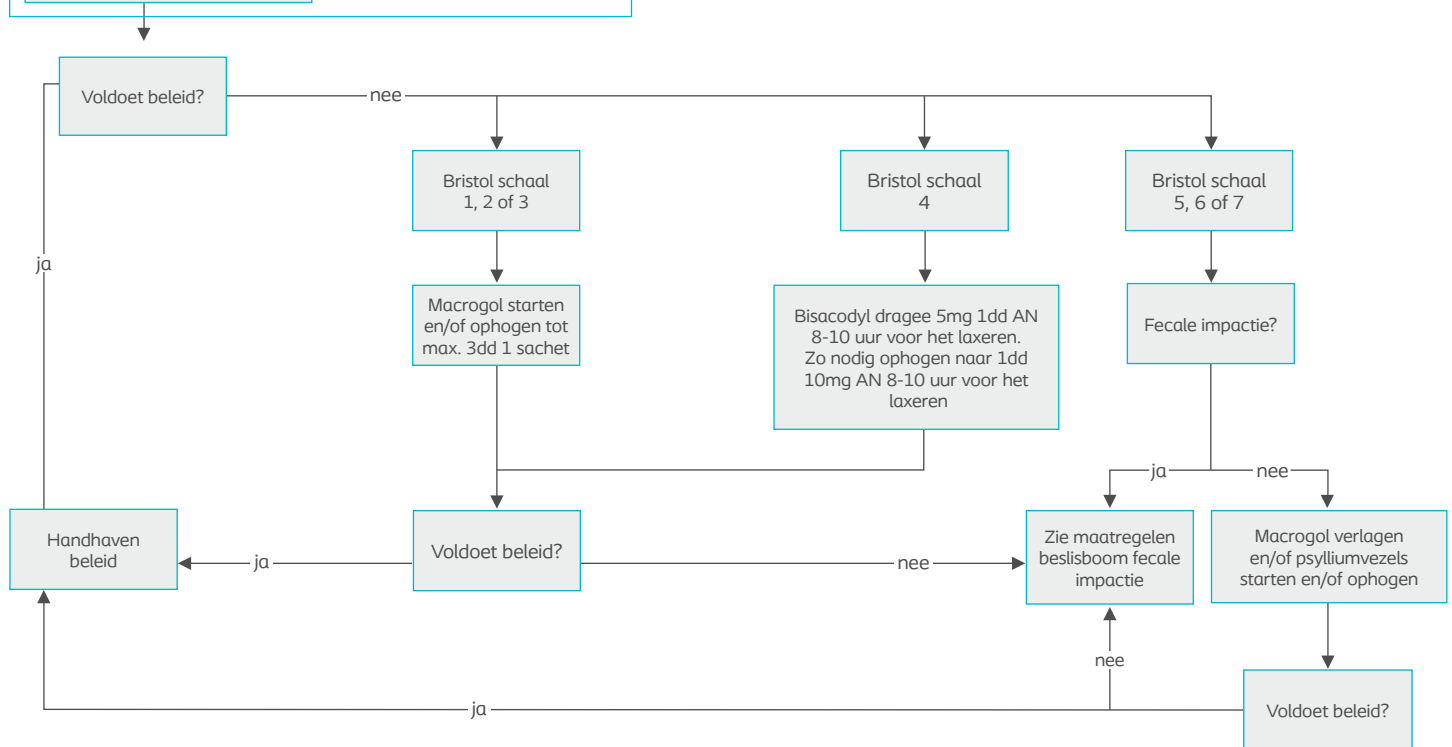 Voldoet beleid?
nee
Bristol schaal
1, 2 of 3
Bristol schaal
4
Bristol schaal
5, 6 of 7
ja
Macrogol starten
en/of ophogen tot
max. 3dd 1 sachet
Bisacodyl dragee 5mg 1dd AN
8-10 uur voor het laxeren.
Zo nodig ophogen naar 1dd
10mg AN 8-10 uur voor het
laxeren
Fecale impactie?
ja
nee
Handhaven
beleid
ja
Voldoet beleid?
nee
Zie maatregelen
beslisboom fecale
impactie
Macrogol verlagen
en/of psylliumvezels
starten en/of ophogen
nee
ja
Voldoet beleid?